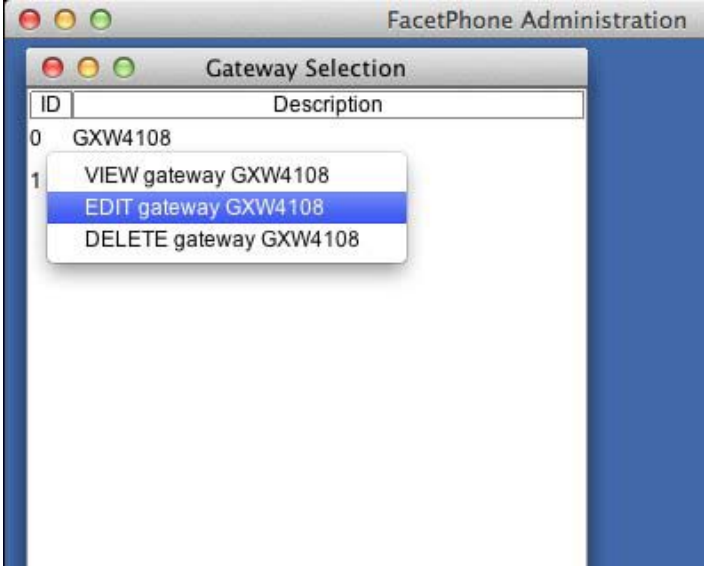 FacetPhone Administration
Gateway Selection
ID Description
0 GXW4108
1
VIEW gateway GXW4108
EDIT gateway GXW4108
DELETE gateway GXW4108